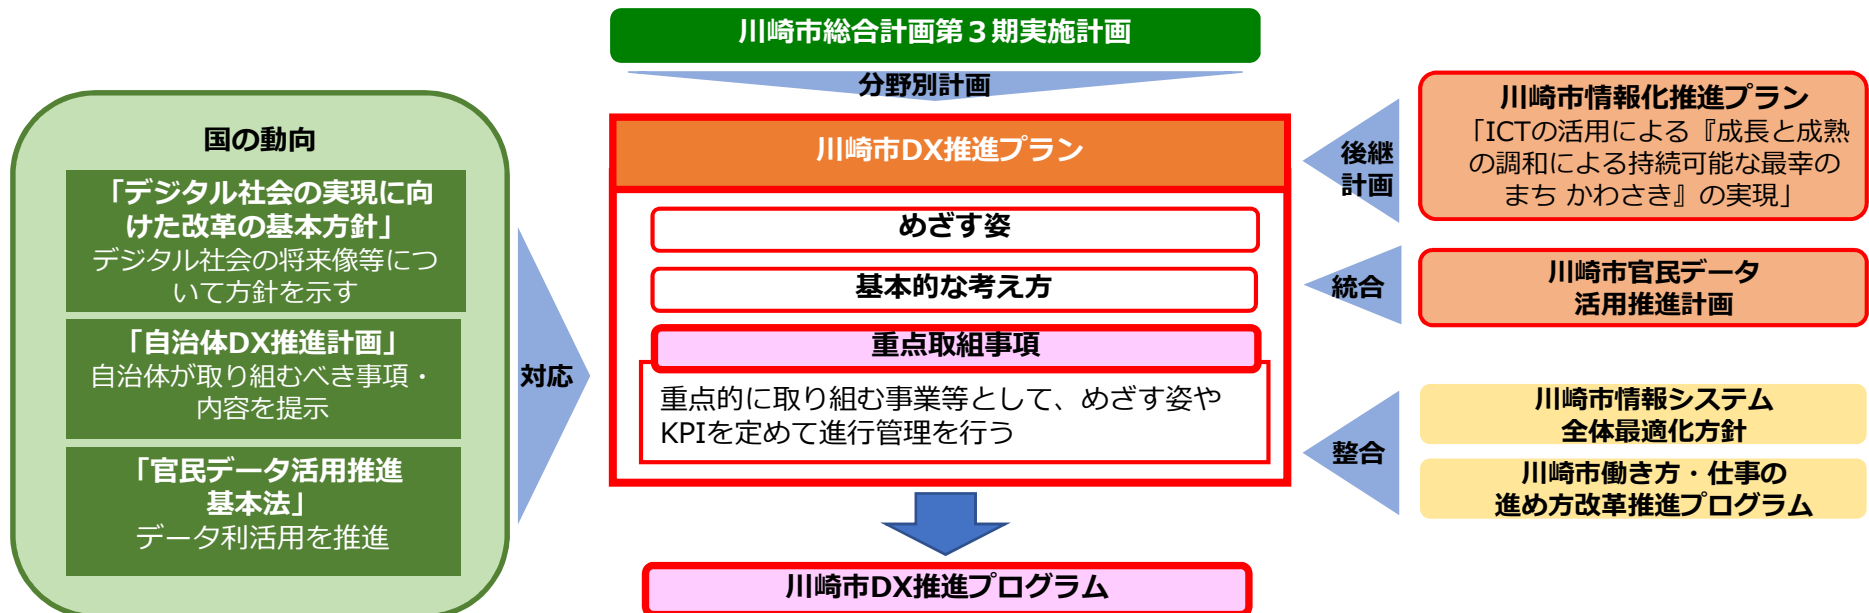 川崎市総合計画第３期実施計画
分野別計画
国の動向
「デジタル社会の実現に向
けた改革の基本方針」
デジタル社会の将来像等につ
いて方針を示す
「自治体DX推進計画」
自治体が取り組むべき事項・
内容を提示
「官民データ活用推進
基本法」
データ利活用を推進
対応
川崎市DX推進プラン
めざす姿
基本的な考え方
重点取組事項
重点的に取り組む事業等として、めざす姿や
KPIを定めて進行管理を行う
川崎市DX推進プログラム
後継
計画
川崎市情報化推進プラン
「ICTの活用による『成長と成熟
の調和による持続可能な最幸の
まち かわさき』の実現」
統合
川崎市官民データ
活用推進計画
整合
川崎市情報システム
全体最適化方針
川崎市働き方・仕事の
進め方改革推進プログラム